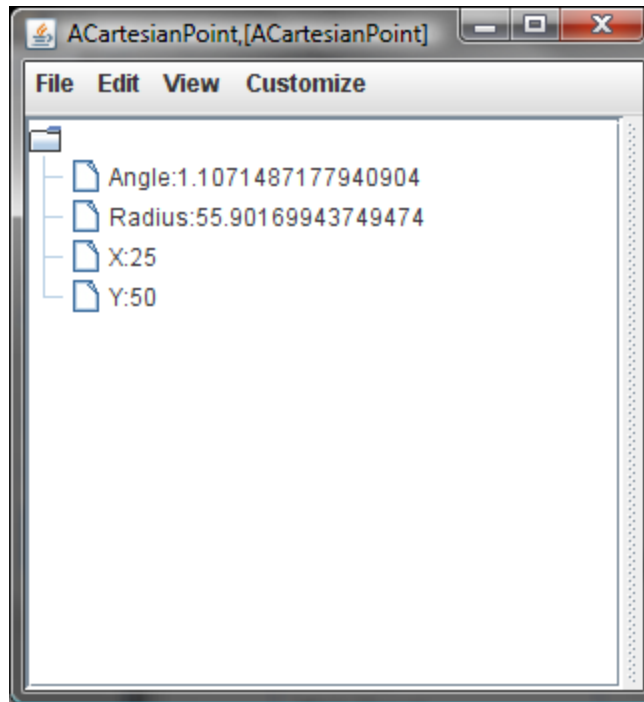 ACartesianPoint,[ACartesianPoint]
File Edit View Customize
Angle:1.1071487177940904
Radius:55.90169943749474
X:25
Y:50